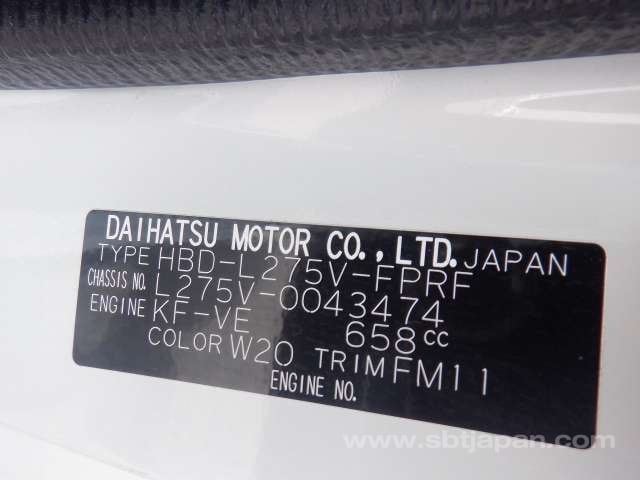 DAIHATSU MOTOR CO., LTD. JAPAN
TYPE HBD-L275V-FPRF
CHASSIS NO. L275V-0043474
ENGINE KF-VE 658cc
COLOR W20 TRIM FM11
ENGINE NO.
www.sbtjapan.com